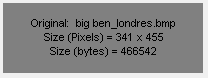 Original: big ben_londres.bmp
Size (Pixels) = 341 x 455
Size (bytes) = 466542